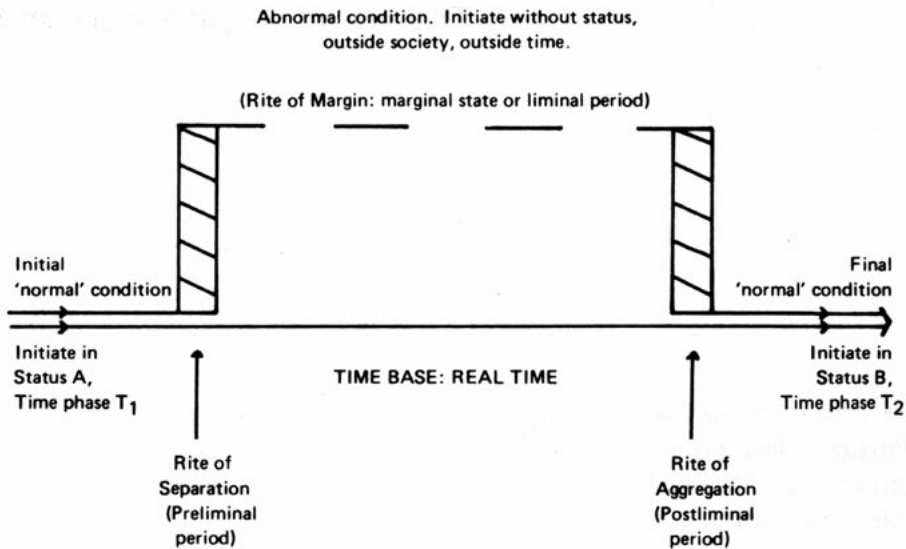 Abnormal condition. Initiate without status,
outside society, outside time.
(Rite of Margin: marginal state or liminal period)
Initial
'normal' condition
Final
'normal' condition
Initiate in
Status A,
Time phase T1
TIME BASE: REAL TIME
Initiate in
Status B,
Time phase T2
Rite of
Separation
(Preliminal
period)
Rite of
Aggregation
(Postliminal
period)